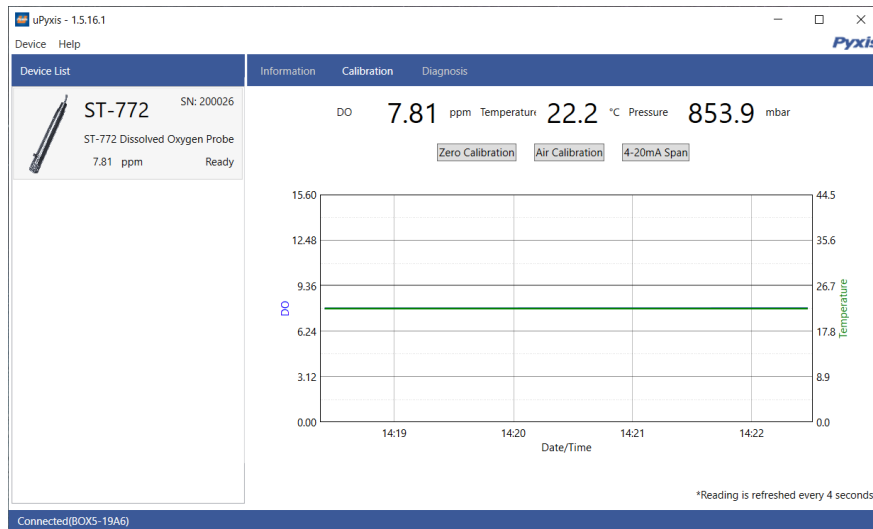 uPyxis - 1.5.16.1
Device Help
Pyxis
Device List
Information Calibration Diagnosis
ST-772 SN: 200026
ST-772 Dissolved Oxygen Probe
7.81 ppm Ready
DO 7.81 ppm Temperature 22.2 °C Pressure 853.9 mbar
Zero Calibration Air Calibration 4-20mA Span
15.60 44.5
12.48 35.6
9.36 26.7
DO Temperature
6.24 17.8
3.12 8.9
0.00 0.0
14:19 14:20 14:21 14:22
Date/Time
*Reading is refreshed every 4 seconds
Connected(BOX5-19A6)